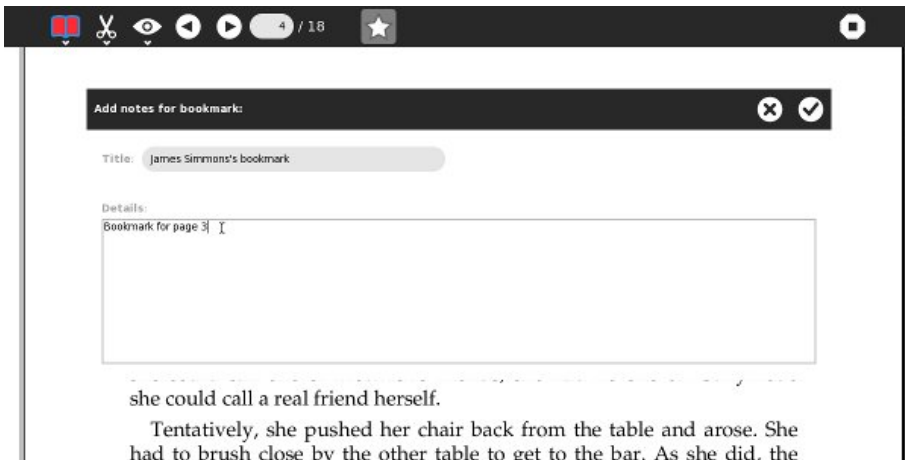 4 / 18
Add notes for bookmark:
Title: James Simmons's bookmark
Details:
Bookmark for page 3
she could call a real friend herself.
Tentatively, she pushed her chair back from the table and arose. She
had to brush close by the other table to get to the bar. As she did, the